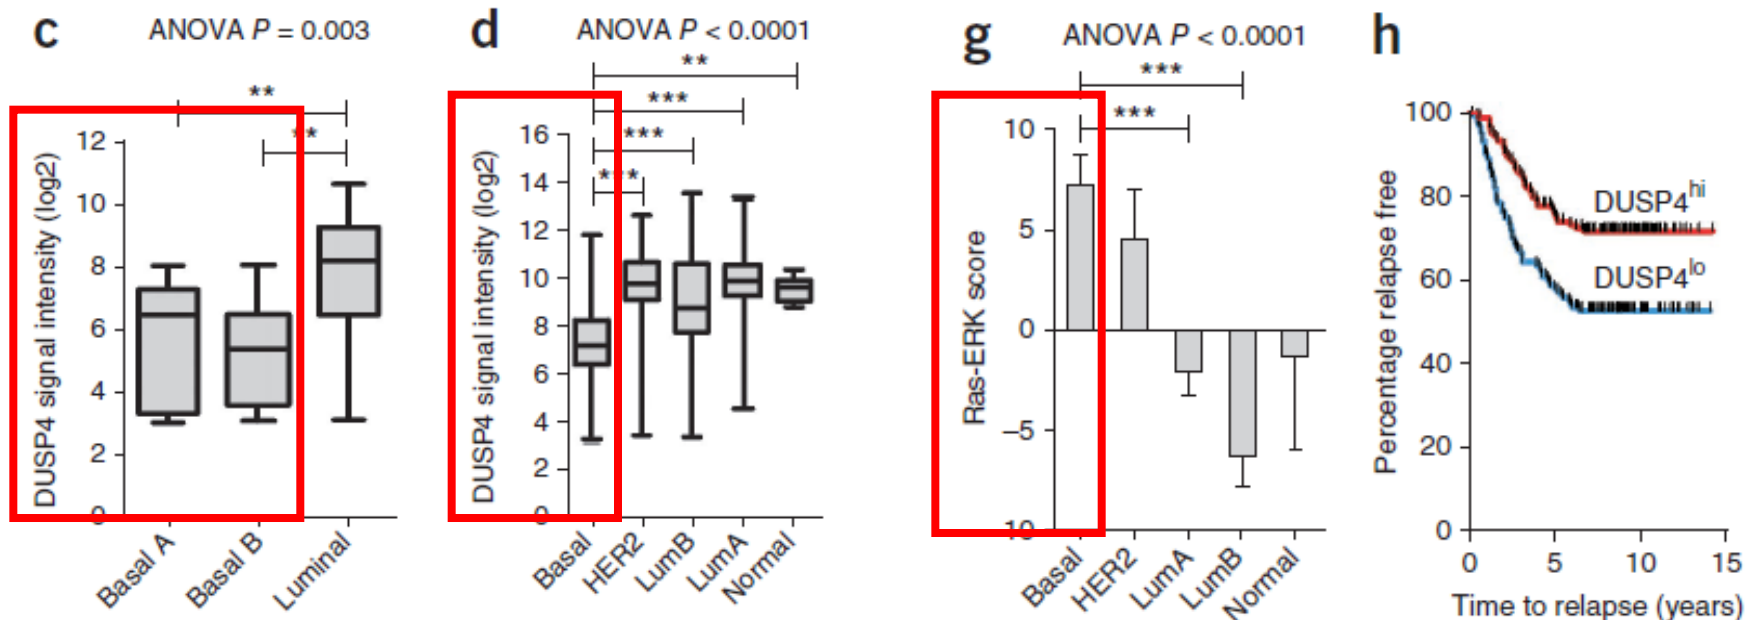 c
ANOVA P = 0.003
**
**
DUSP4 signal intensity (log2)
12
10
8
6
4
2
0
Basal A
Basal B
Luminal
d
ANOVA P < 0.0001
**
***
***
***
DUSP4 signal intensity (log2)
16
14
12
10
8
6
4
2
0
Basal
HER2
LumB
LumA
Normal
g
ANOVA P < 0.0001
***
***
Ras-ERK score
10
5
0
−5
−10
Basal
HER2
LumA
LumB
Normal
h
Percentage relapse free
100
80
60
40
20
0
DUSP4hi
DUSP4lo
0
5
10
15
Time to relapse (years)